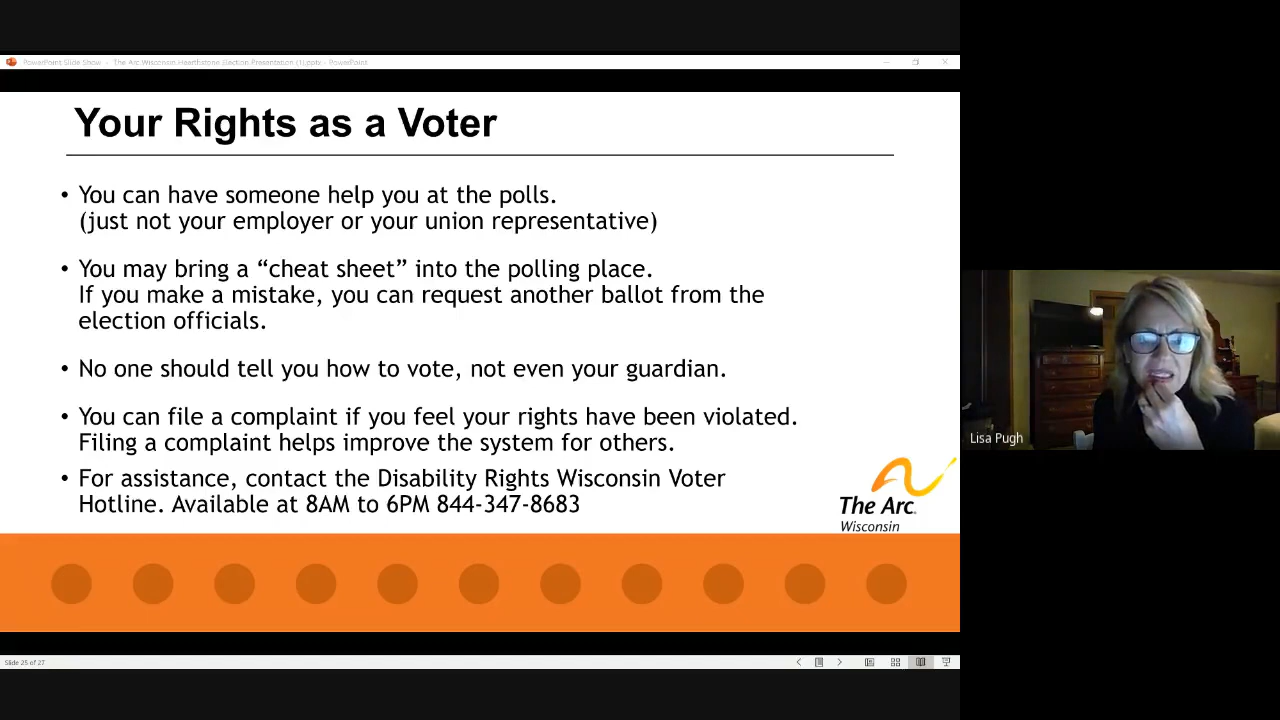 PowerPoint Slide Show - The Arc Wisconsin Hearthstone Election Presentation (1).pptx - PowerPoint
Your Rights as a Voter
• You can have someone help you at the polls.
(just not your employer or your union representative)
• You may bring a “cheat sheet” into the polling place.
If you make a mistake, you can request another ballot from the
election officials.
• No one should tell you how to vote, not even your guardian.
• You can file a complaint if you feel your rights have been violated.
Filing a complaint helps improve the system for others.
• For assistance, contact the Disability Rights Wisconsin Voter
Hotline. Available at 8AM to 6PM 844-347-8683
The Arc.
Wisconsin
Lisa Pugh
Slide 25 of 27